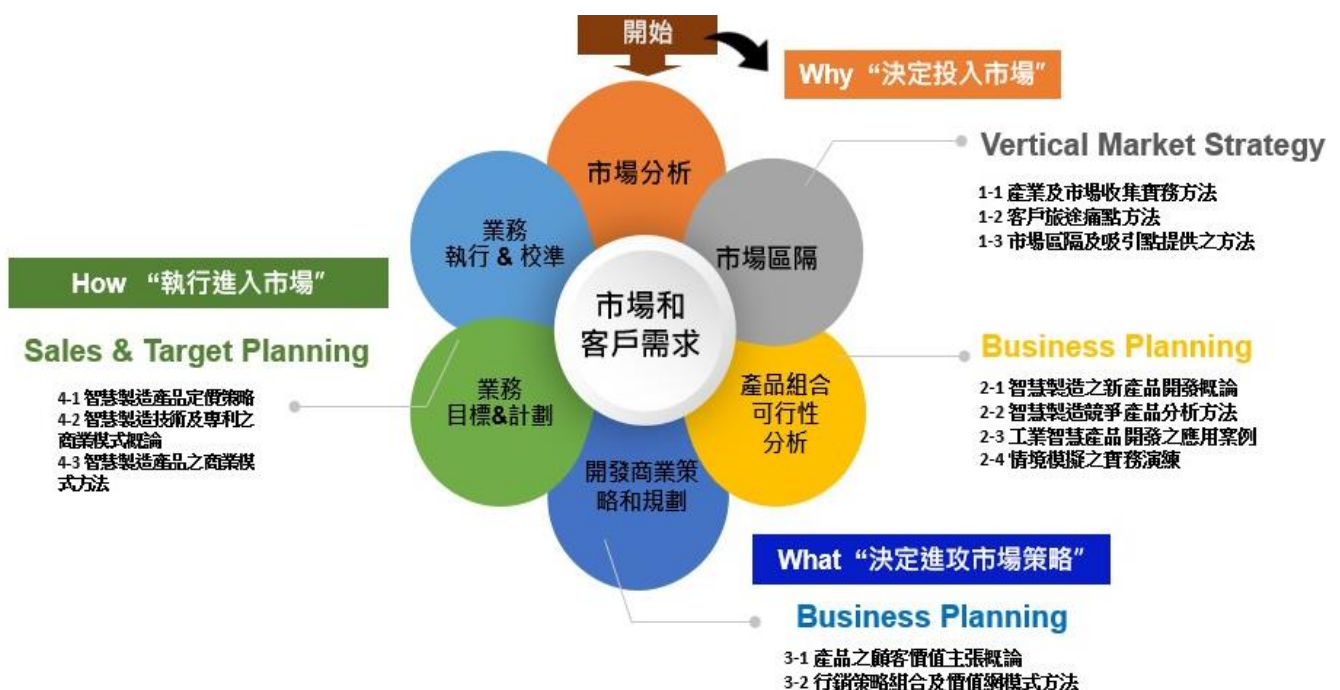 開始
Why “決定投入市場”
市場分析
Vertical Market Strategy
1-1 產業及市場收集實務方法
1-2 客戶旅途痛點方法
1-3 市場區隔及吸引點提供之方法
業務
執行 & 校準
市場區隔
How “執行進入市場”
市場和
客戶需求
Sales & Target Planning
4-1 智慧製造產品定價策略
4-2 智慧製造技術及專利之
商業模式概論
4-3 智慧製造產品之商業模
式方法
業務
目標&計劃
產品組合
可行性
分析
Business Planning
2-1 智慧製造之新產品開發概論
2-2 智慧製造競爭產品分析方法
2-3 工業智慧產品開發之應用案例
2-4 情境模擬之實務演練
開發商業策
略和規劃
What “決定進攻市場策略”
Business Planning
3-1 產品之顧客價值主張概論
3-2 行銷策略組合及價值網模式方法